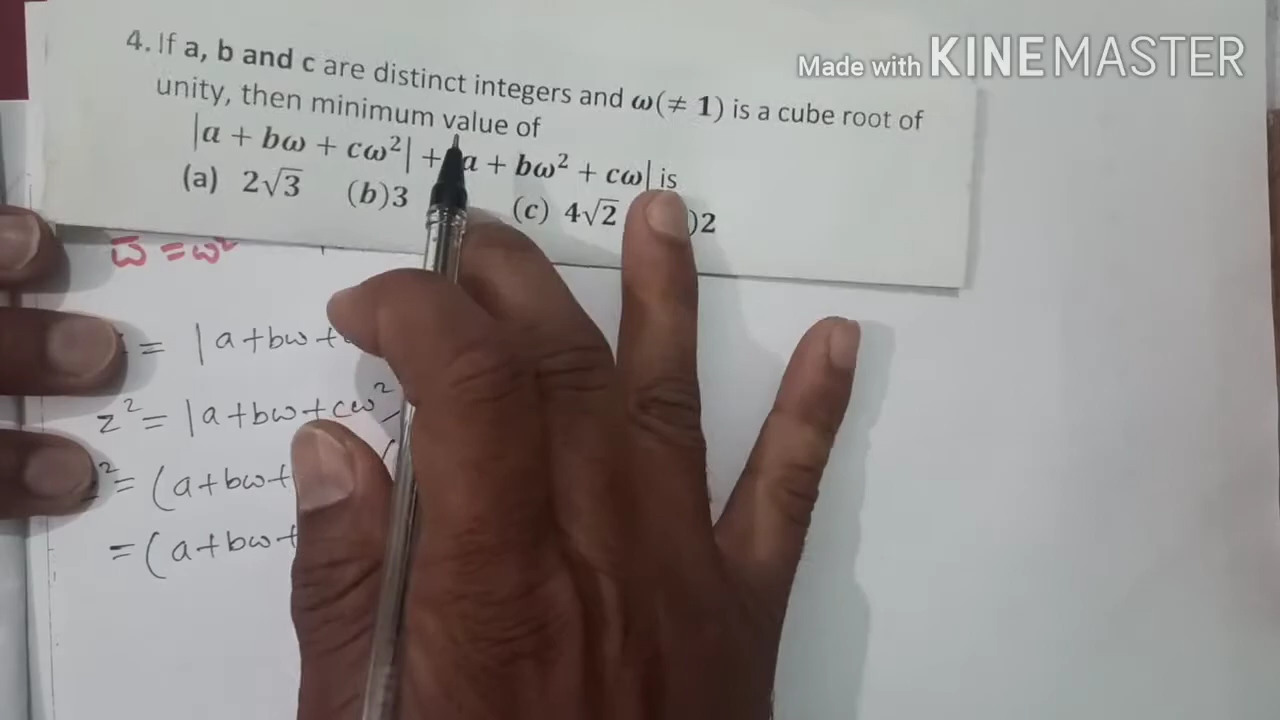 Made with KINEMASTER
4. If a, b and c are distinct integers and ω(≠ 1) is a cube root of
unity, then minimum value of
|a + bω + cω²| + a + bω² + cω| is
(a) 2√3 (b)3 (c) 4√2 )2
ω̅ = ω²
= |a+bω+
z² = |a+bω+cω²
² = (a+bω+
= (a+bω+